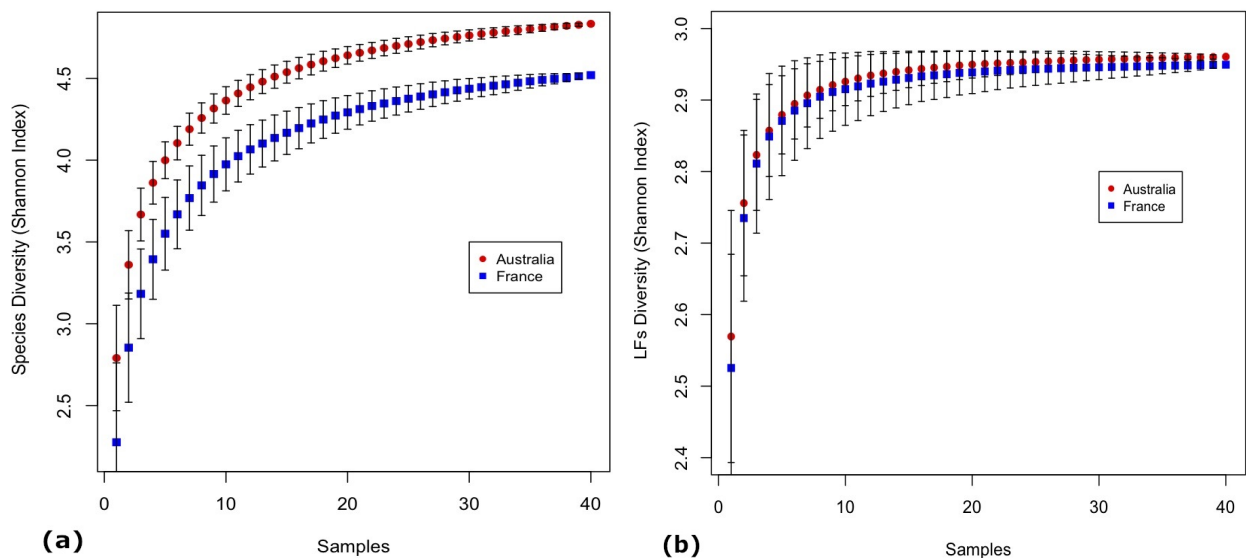 Species Diversity (Shannon Index)
4.5
4.0
3.5
3.0
2.5
Australia
France
0
10
20
30
40
(a)
Samples
LFs Diversity (Shannon Index)
3.0
2.9
2.8
2.7
2.6
2.5
2.4
Australia
France
0
10
20
30
40
(b)
Samples